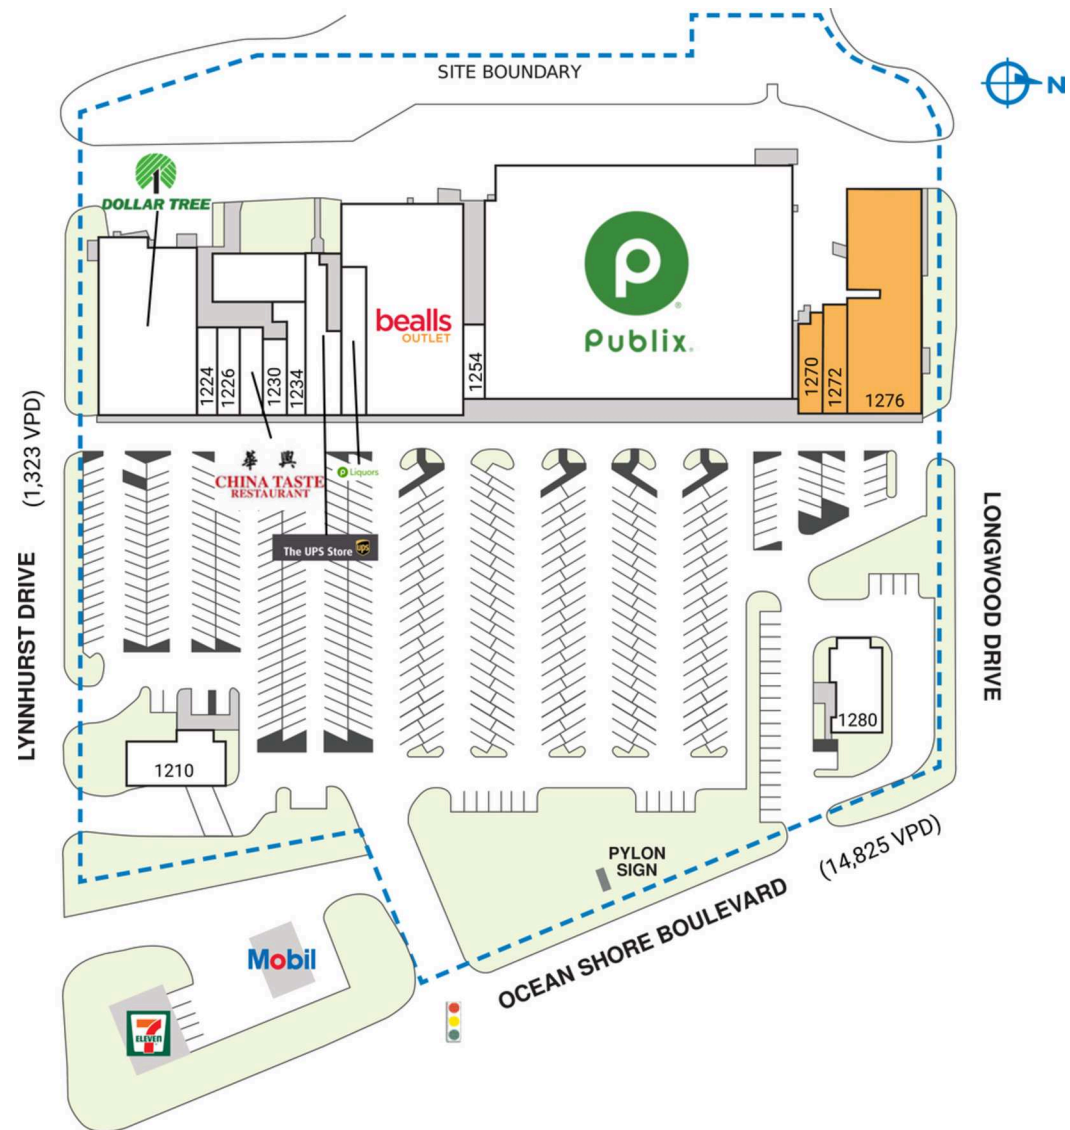 SITE BOUNDARY
N
DOLLAR TREE
bealls
OUTLET
p
Publix®
1224
1226
1230
1234
1254
1270
1272
1276
華興
CHINA TASTE
RESTAURANT
p Liquors
The UPS Store ups
(1,323 VPD)
LYNNHURST DRIVE
LONGWOOD DRIVE
1210
1280
PYLON
SIGN
(14,825 VPD)
OCEAN SHORE BOULEVARD
Mobil
7
ELEVEN